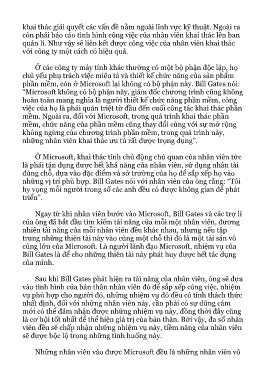 khai thác giải quyết các vấn đề nằm ngoài lĩnh vực kỹ thuật. Ngoài ra
còn phải báo cáo tình hình công việc của nhân viên khai thác lên ban
quản lí. Như vậy sẽ liên kết được công việc của nhân viên khai thác
với công ty một cách có hiệu quả.
Ở các công ty máy tính khác thường có một bộ phận độc lập, họ
chủ yếu phụ trách việc miêu tả và thiết kế chức năng của sản phẩm
phần mềm, còn ở Microsoft lại không có bộ phận này. Bill Gates nói:
"Microsoft không có bộ phận này, giám đốc chương trình cũng không
hoàn toàn mang nghĩa là người thiết kế chức năng phần mềm, công
việc của họ là phải quán triệt từ đầu đến cuối công tác khai thác phần
mềm. Ngoài ra, đối với Microsoft, trong quá trình khai thác phần
mềm, chức năng của phần mềm cũng thay đổi cùng với sự mở rộng
không ngừng của chương trình phần mềm, trong quá trình này,
những nhân viên khai thác ưu tú rất được trọng dụng".
Ở Microsoft, khai thác tính chủ động chủ quan của nhân viên tức
là phải tận dụng được hết khả năng của nhân viên, sử dụng nhân tài
đúng chỗ, dựa vào đặc điểm và sở trường của họ để sắp xếp họ vào
những vị trí phù hợp. Bill Gates nói với nhân viên của ông rằng: "Tôi
hy vọng mỗi người trong số các anh đều có được không gian để phát
triển".
Ngay từ khi nhân viên bước vào Microsoft, Bill Gates và các trợ lí
của ông đã bắt đầu tìm kiếm tài năng của mỗi một nhân viên, đương
nhiên tài năng của mỗi nhân viên đều khác nhau, nhưng nếu tập
trung những thiên tài này vào cùng một chỗ thì đó là một tài sản vô
cùng lớn của Microsoft. Là người lãnh đạo Microsoft, nhiệm vụ của
Bill Gates là để cho những thiên tài này phát huy được hết tác dụng
của mình.
Sau khi Bill Gates phát hiện ra tài năng của nhân viên, ông sẽ dựa
vào tình hình của bản thân nhân viên đó để sắp xếp công việc, nhiệm
vụ phù hợp cho người đó, những nhiệm vụ đó đều có tính thách thức
nhất định, đối với những nhân viên này, cần phải có sự dũng cảm
mới có thể đảm nhận được những nhiệm vụ này, đồng thời đây cũng
là cơ hội tốt nhất để thể hiện giá trị của bản thân. Bởi vậy, đa số nhân
viên đều sẽ chấp nhận những nhiệm vụ này, tiềm năng của nhân viên
sẽ được bộc lộ trong những tình huống này.
Những nhân viên vào được Microsoft đều là những nhân viên vô